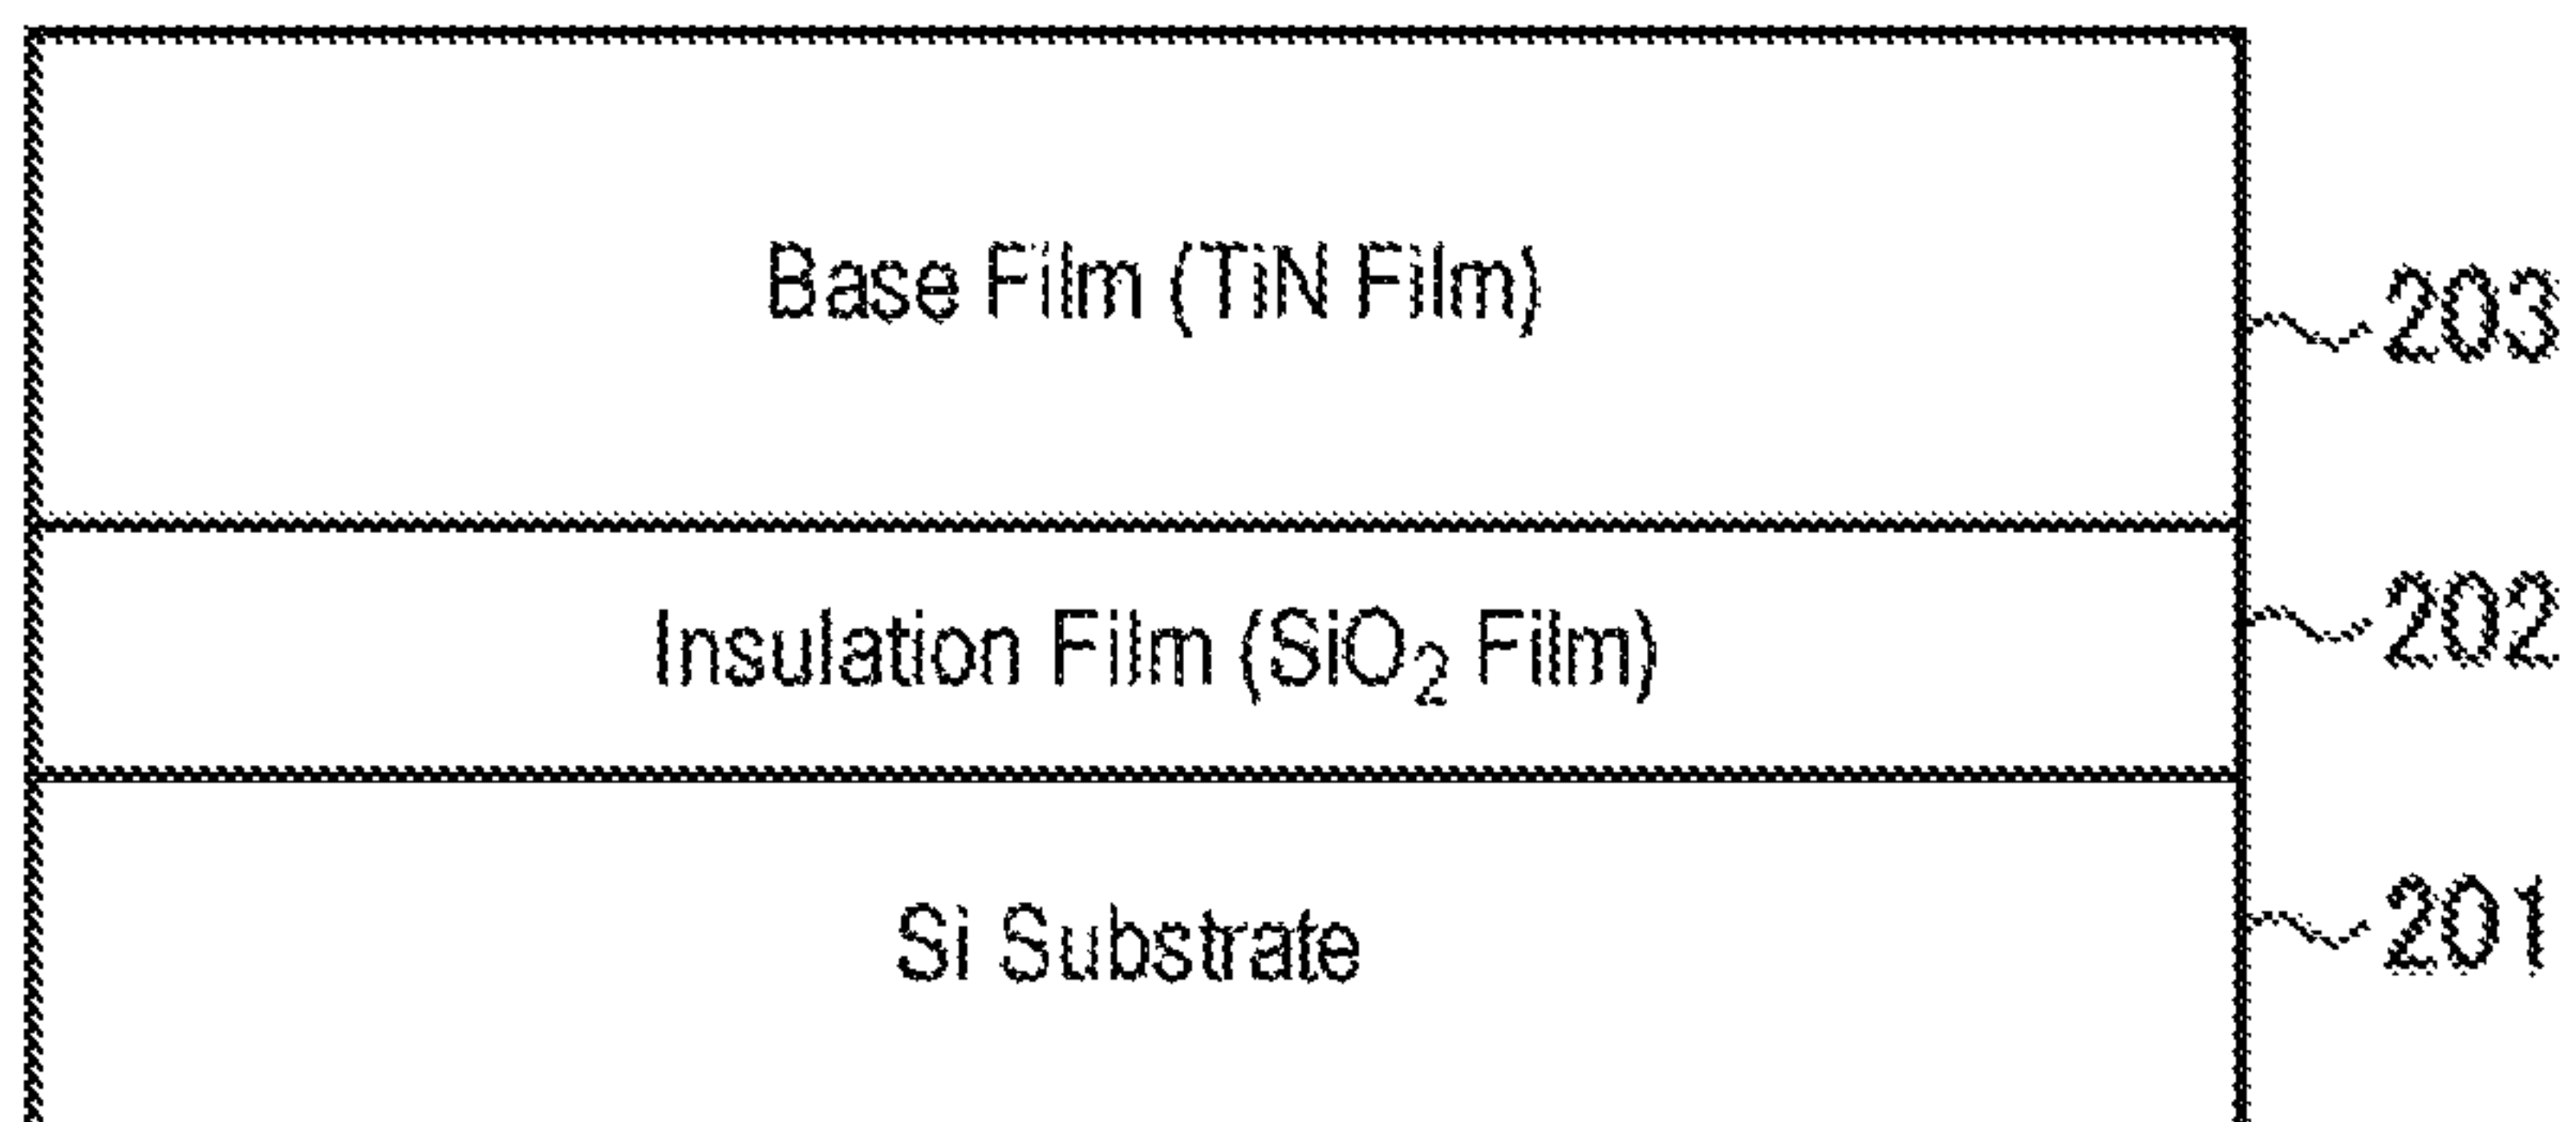 Base Film (TiN Film)
203
Insulation Film (SiO₂ Film)
202
Si Substrate
201